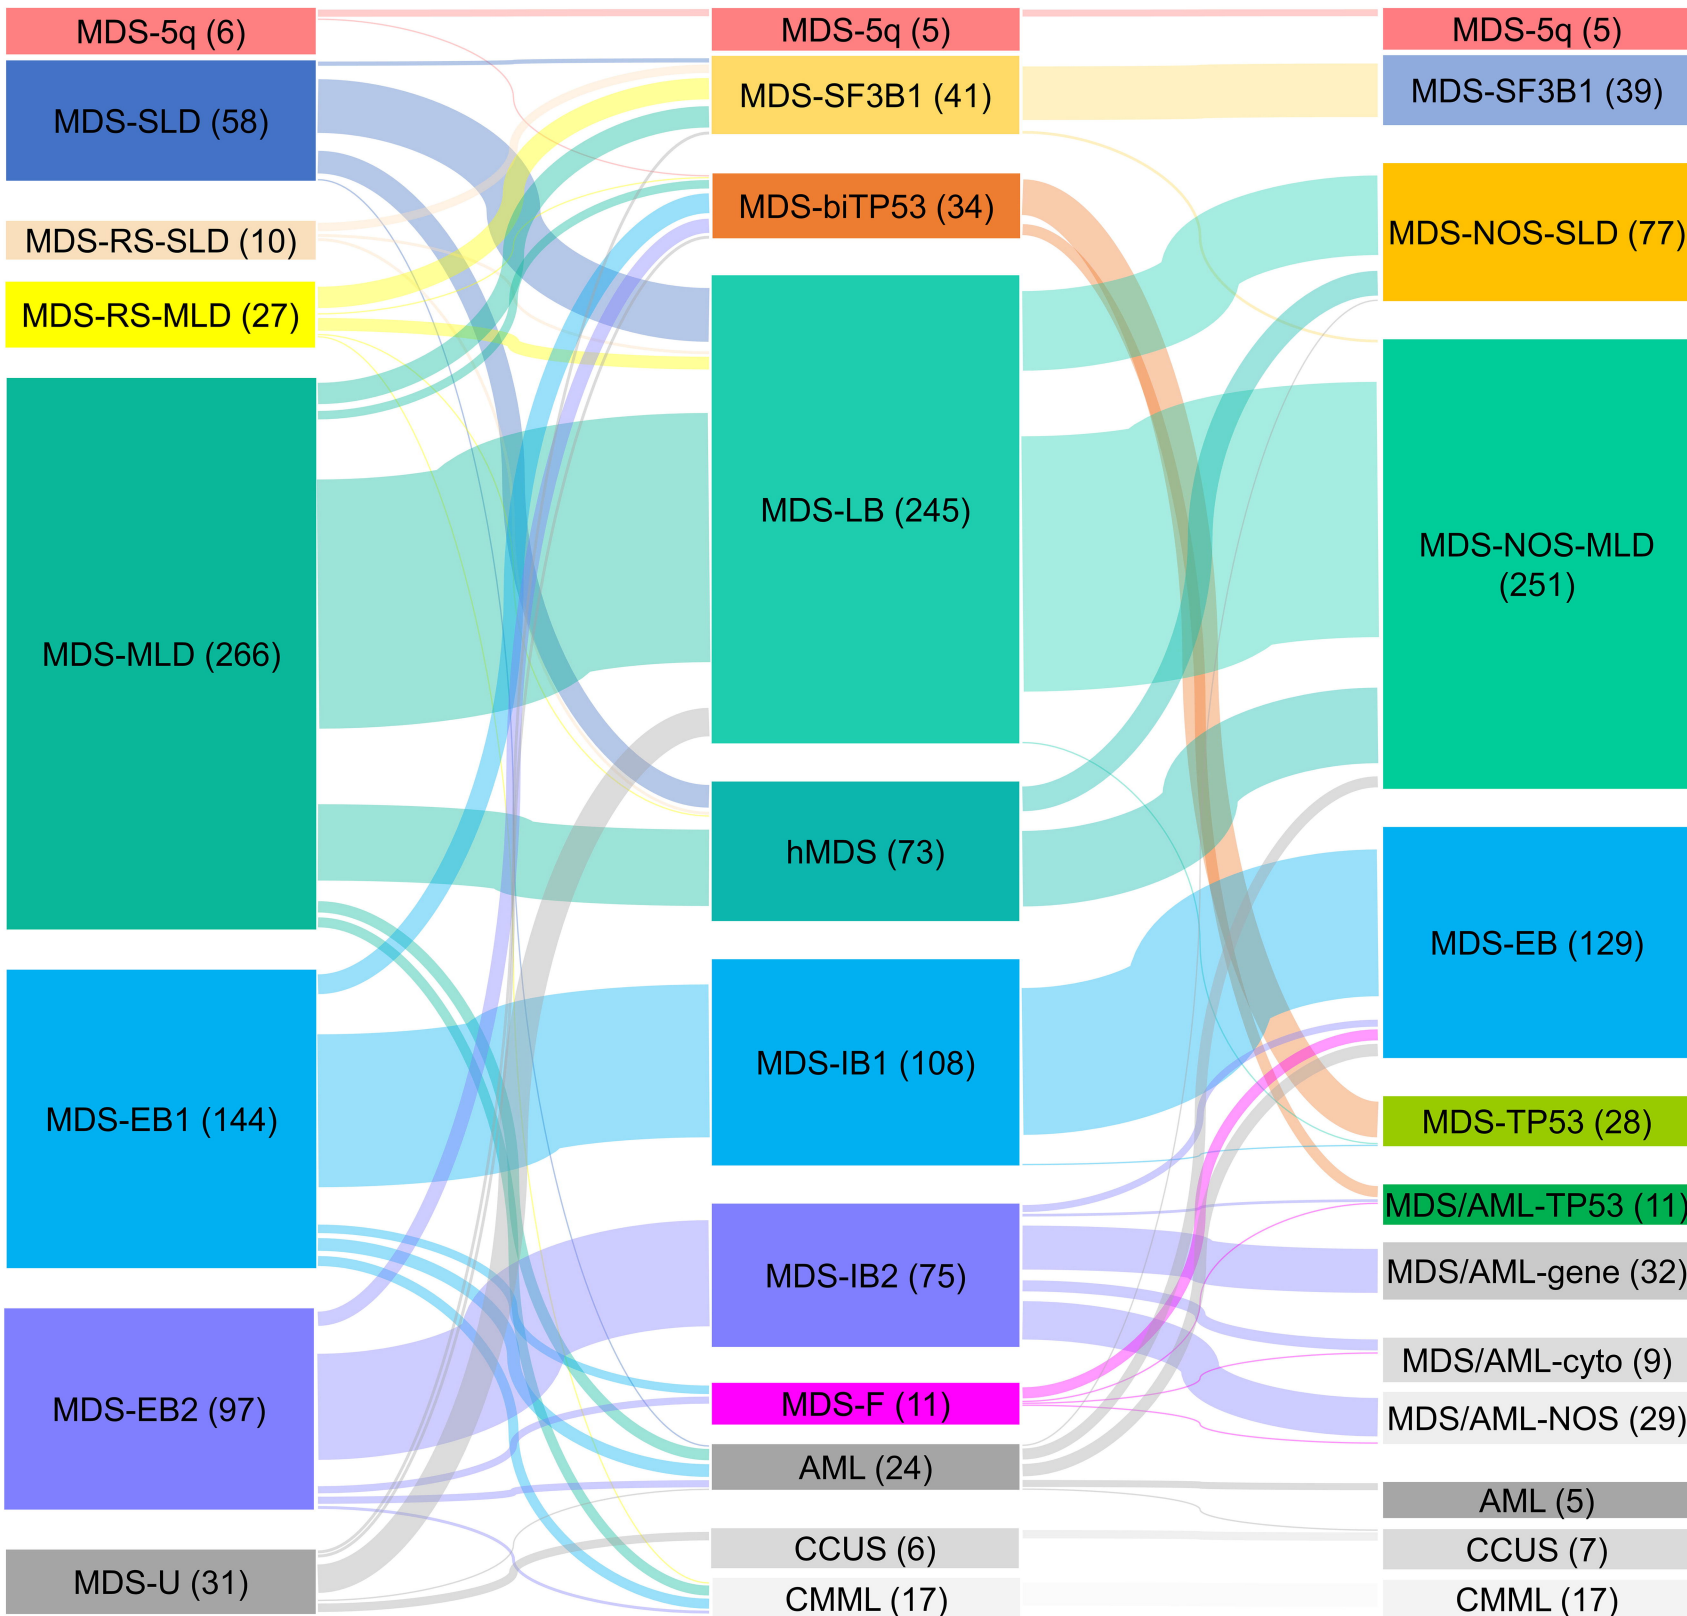 MDS-5q (6)
MDS-SLD (58)
MDS-RS-SLD (10)
MDS-RS-MLD (27)
MDS-MLD (266)
MDS-EB1 (144)
MDS-EB2 (97)
MDS-U (31)
MDS-5q (5)
MDS-SF3B1 (41)
MDS-biTP53 (34)
MDS-LB (245)
hMDS (73)
MDS-IB1 (108)
MDS-IB2 (75)
MDS-F (11)
AML (24)
CCUS (6)
CMML (17)
MDS-5q (5)
MDS-SF3B1 (39)
MDS-NOS-SLD (77)
MDS-NOS-MLD
(251)
MDS-EB (129)
MDS-TP53 (28)
MDS/AML-TP53 (11)
MDS/AML-gene (32)
MDS/AML-cyto (9)
MDS/AML-NOS (29)
AML (5)
CCUS (7)
CMML (17)